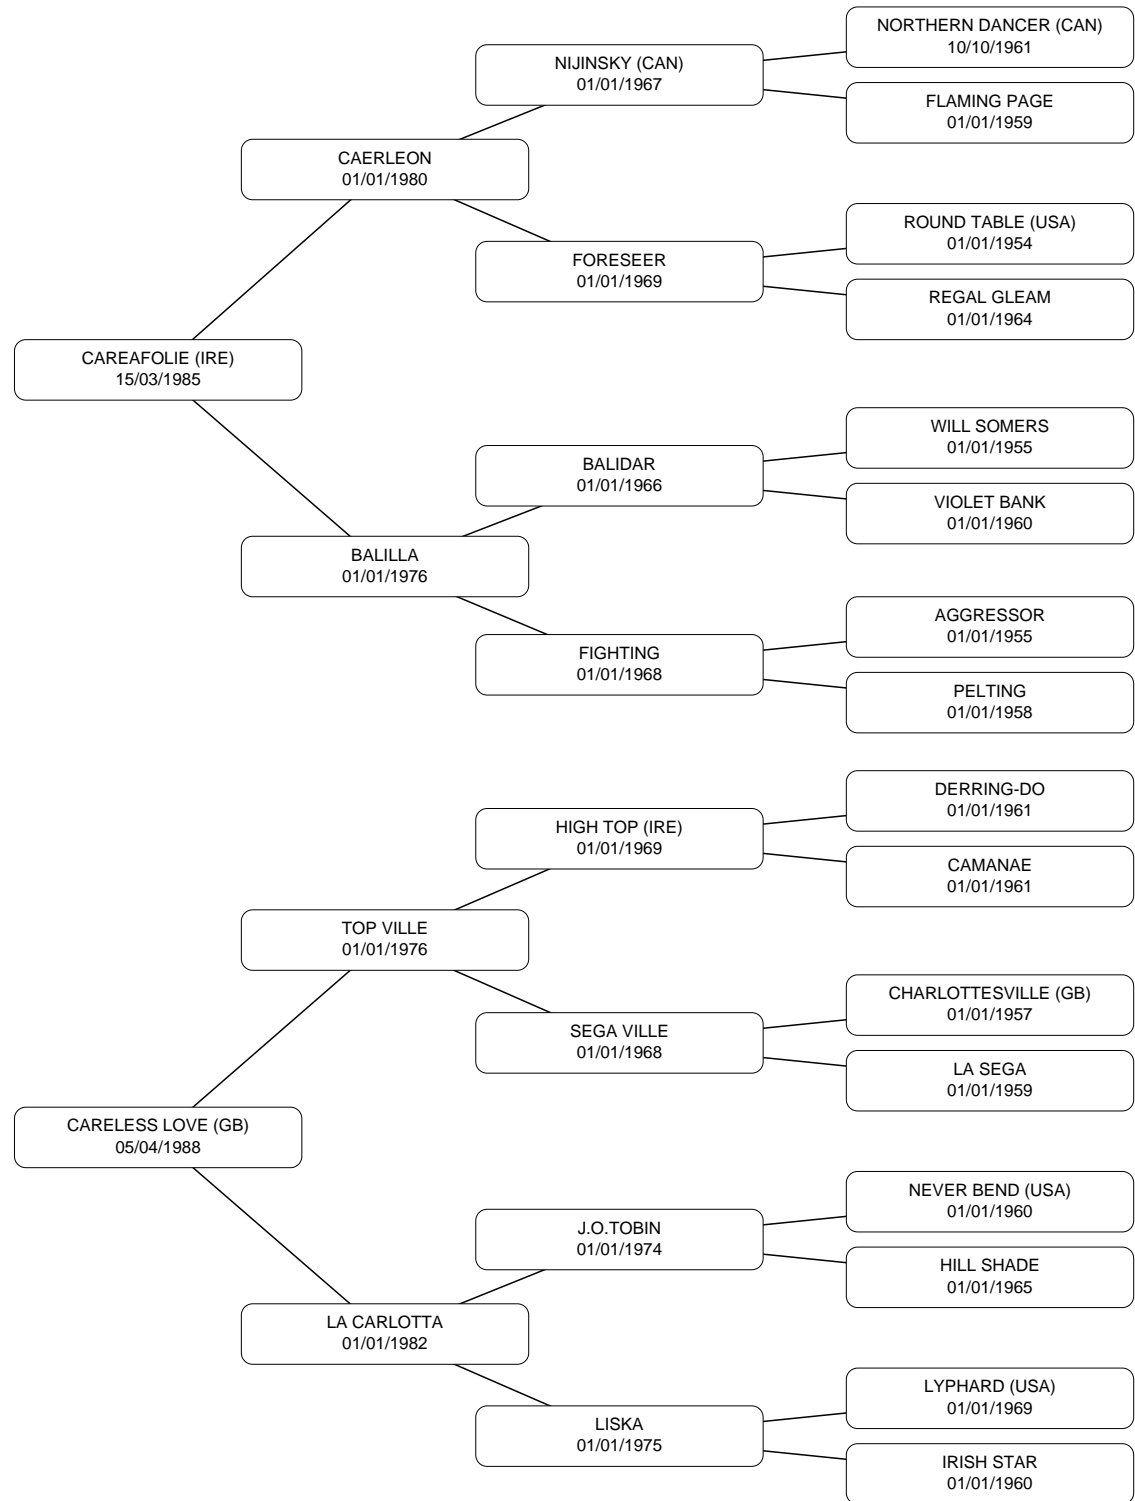 NORTHERN DANCER (CAN)
10/10/1961
NIJINSKY (CAN)
01/01/1967
FLAMING PAGE
01/01/1959
CAERLEON
01/01/1980
ROUND TABLE (USA)
01/01/1954
FORESEER
01/01/1969
REGAL GLEAM
01/01/1964
CAREAFOLIE (IRE)
15/03/1985
WILL SOMERS
01/01/1955
BALIDAR
01/01/1966
VIOLET BANK
01/01/1960
BALILLA
01/01/1976
AGGRESSOR
01/01/1955
FIGHTING
01/01/1968
PELTING
01/01/1958
DERRING-DO
01/01/1961
HIGH TOP (IRE)
01/01/1969
CAMANAE
01/01/1961
TOP VILLE
01/01/1976
CHARLOTTESVILLE (GB)
01/01/1957
SEGA VILLE
01/01/1968
LA SEGA
01/01/1959
CARELESS LOVE (GB)
05/04/1988
NEVER BEND (USA)
01/01/1960
J.O.TOBIN
01/01/1974
HILL SHADE
01/01/1965
LA CARLOTTA
01/01/1982
LYPHARD (USA)
01/01/1969
LISKA
01/01/1975
IRISH STAR
01/01/1960